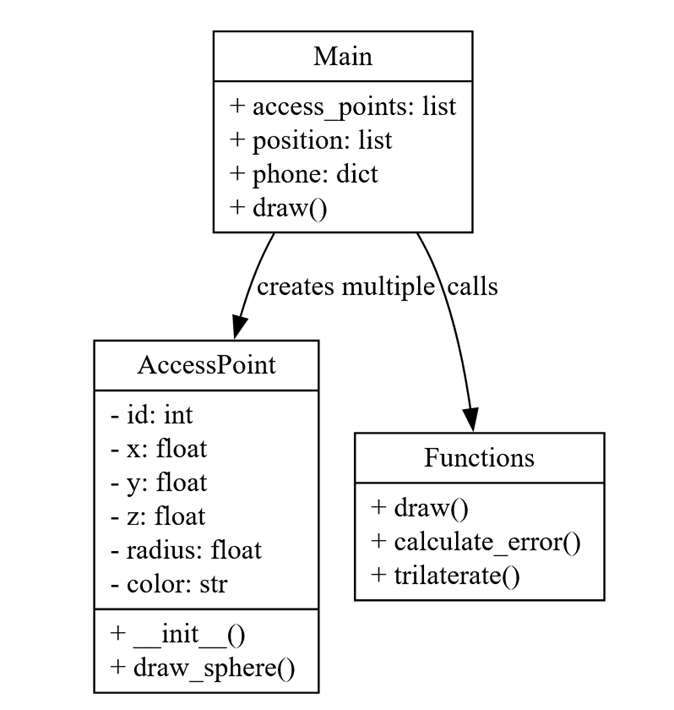 Main
+ access_points: list
+ position: list
+ phone: dict
+ draw()
creates multiple
calls
AccessPoint
- id: int
- x: float
- y: float
- z: float
- radius: float
- color: str
+ __init__()
+ draw_sphere()
Functions
+ draw()
+ calculate_error()
+ trilaterate()